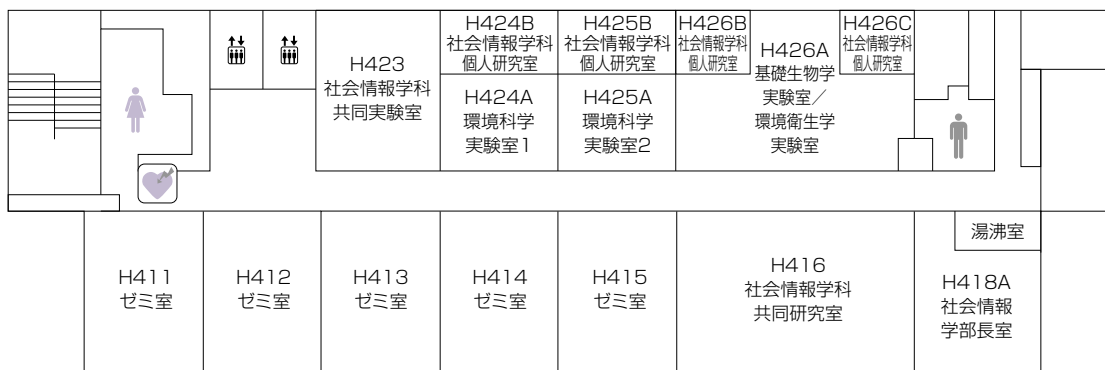 H423
社会情報学科
共同実験室
H424B
社会情報学科
個人研究室
H424A
環境科学
実験室1
H425B
社会情報学科
個人研究室
H425A
環境科学
実験室2
H426B
社会情報学科
個人研究室
H426A
基礎生物学
実験室／
環境衛生学
実験室
H426C
社会情報学科
個人研究室
H411
ゼミ室
H412
ゼミ室
H413
ゼミ室
H414
ゼミ室
H415
ゼミ室
H416
社会情報学科
共同研究室
湯沸室
H418A
社会情報
学部長室